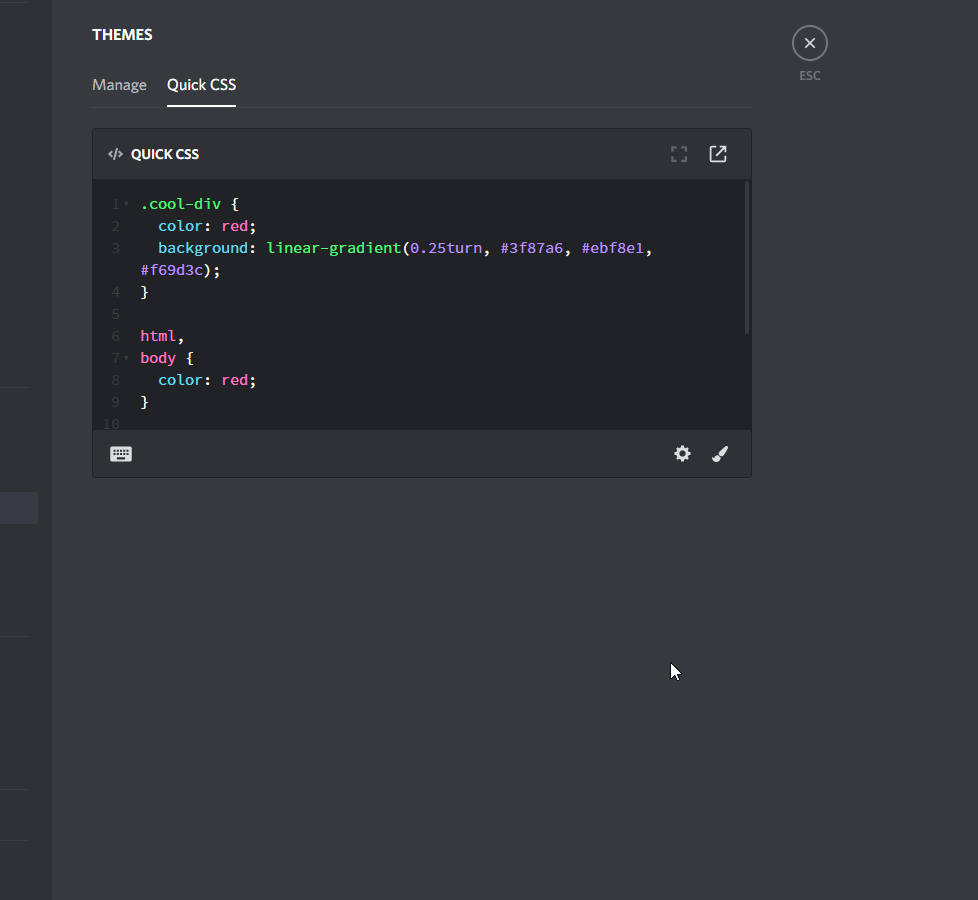 THEMES
ESC
Manage Quick CSS
</> QUICK CSS
1 .cool-div {
2 color: red;
3 background: linear-gradient(0.25turn, #3f87a6, #ebf8e1,
#f69d3c);
4 }
5
6 html,
7 body {
8 color: red;
9 }
10